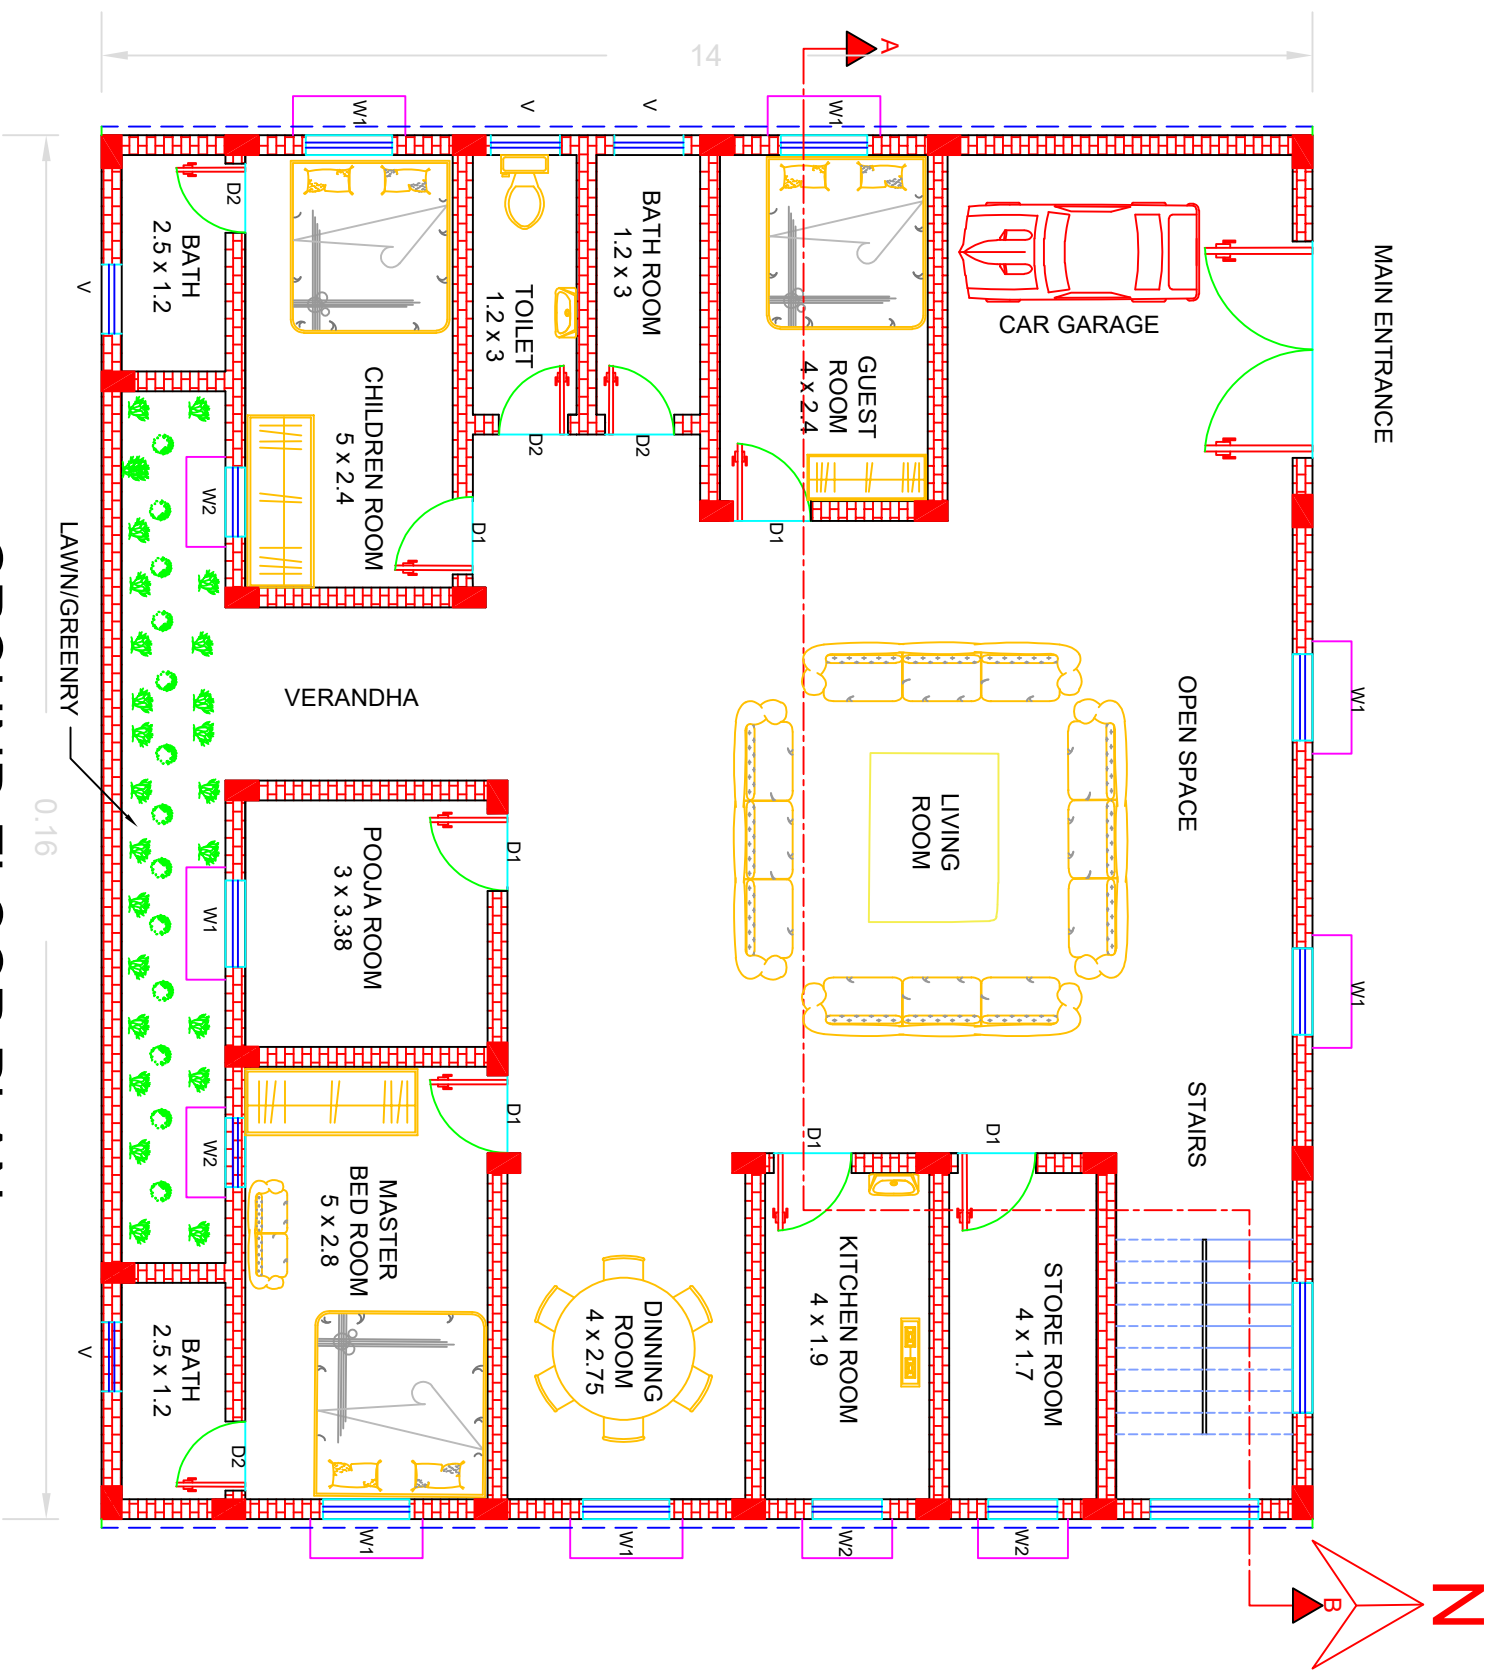 MAIN ENTRANCE
N
B
A
14
W1
W1
OPEN SPACE
STAIRS
CAR GARAGE
LIVING
ROOM
GUEST
ROOM
4 x 2.4
W1
D1
STORE ROOM
4 x 1.7
D1
W2
KITCHEN ROOM
4 x 1.9
D1
W2
V
BATH ROOM
1.2 x 3
D2
DINNING
ROOM
4 x 2.75
W1
V
TOILET
1.2 x 3
D2
D1
D1
D1
W1
CHILDREN ROOM
5 x 2.4
VERANDHA
POOJA ROOM
3 x 3.38
MASTER
BED ROOM
5 x 2.8
W1
D2
BATH
2.5 x 1.2
W2
W1
W2
BATH
2.5 x 1.2
D2
V
V
LAWN/GREENRY
0.16